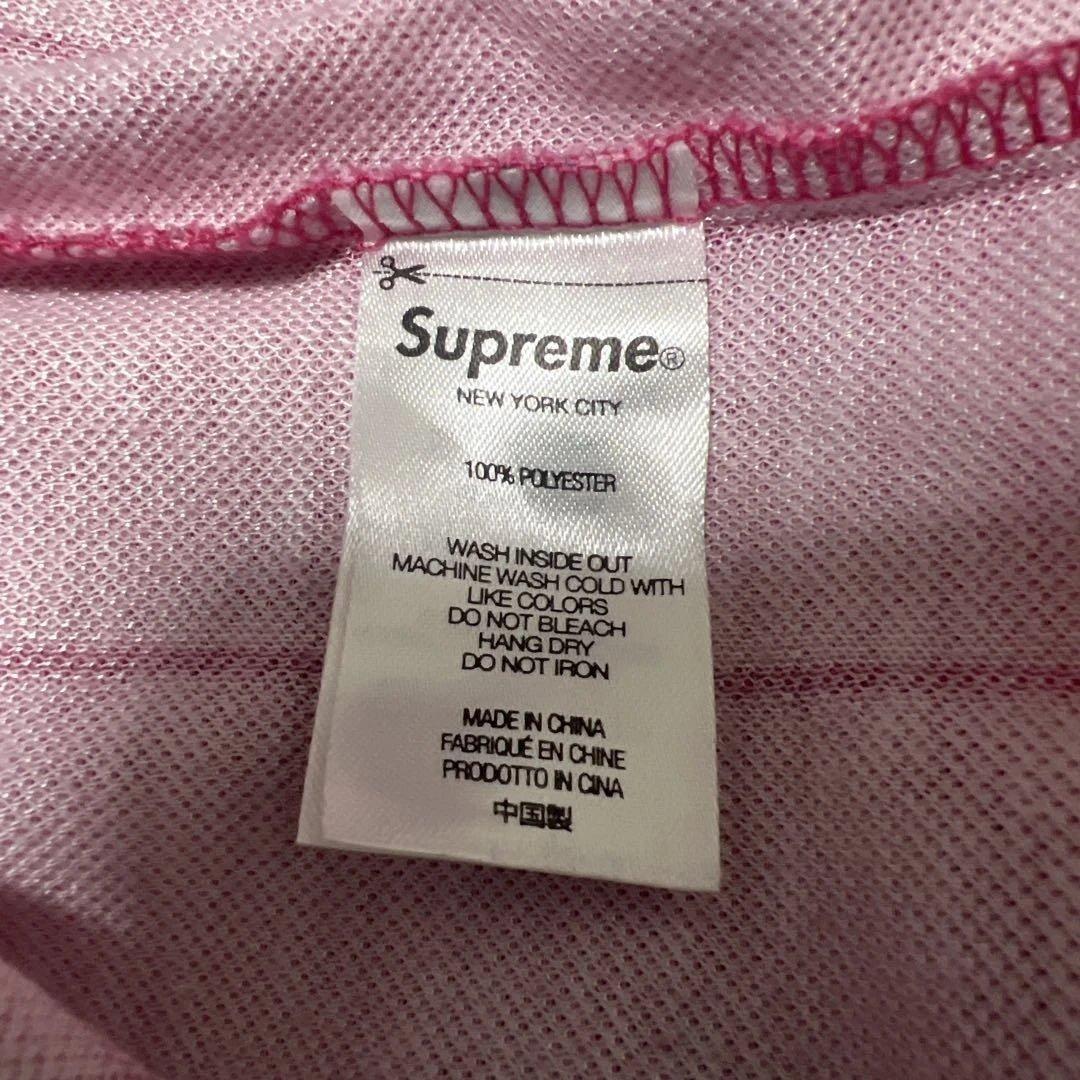 Supreme®
NEW YORK CITY
100% POLYESTER
WASH INSIDE OUT
MACHINE WASH COLD WITH
LIKE COLORS
DO NOT BLEACH
HANG DRY
DO NOT IRON
MADE IN CHINA
FABRIQUÉ EN CHINE
PRODOTTO IN CINA
中国製